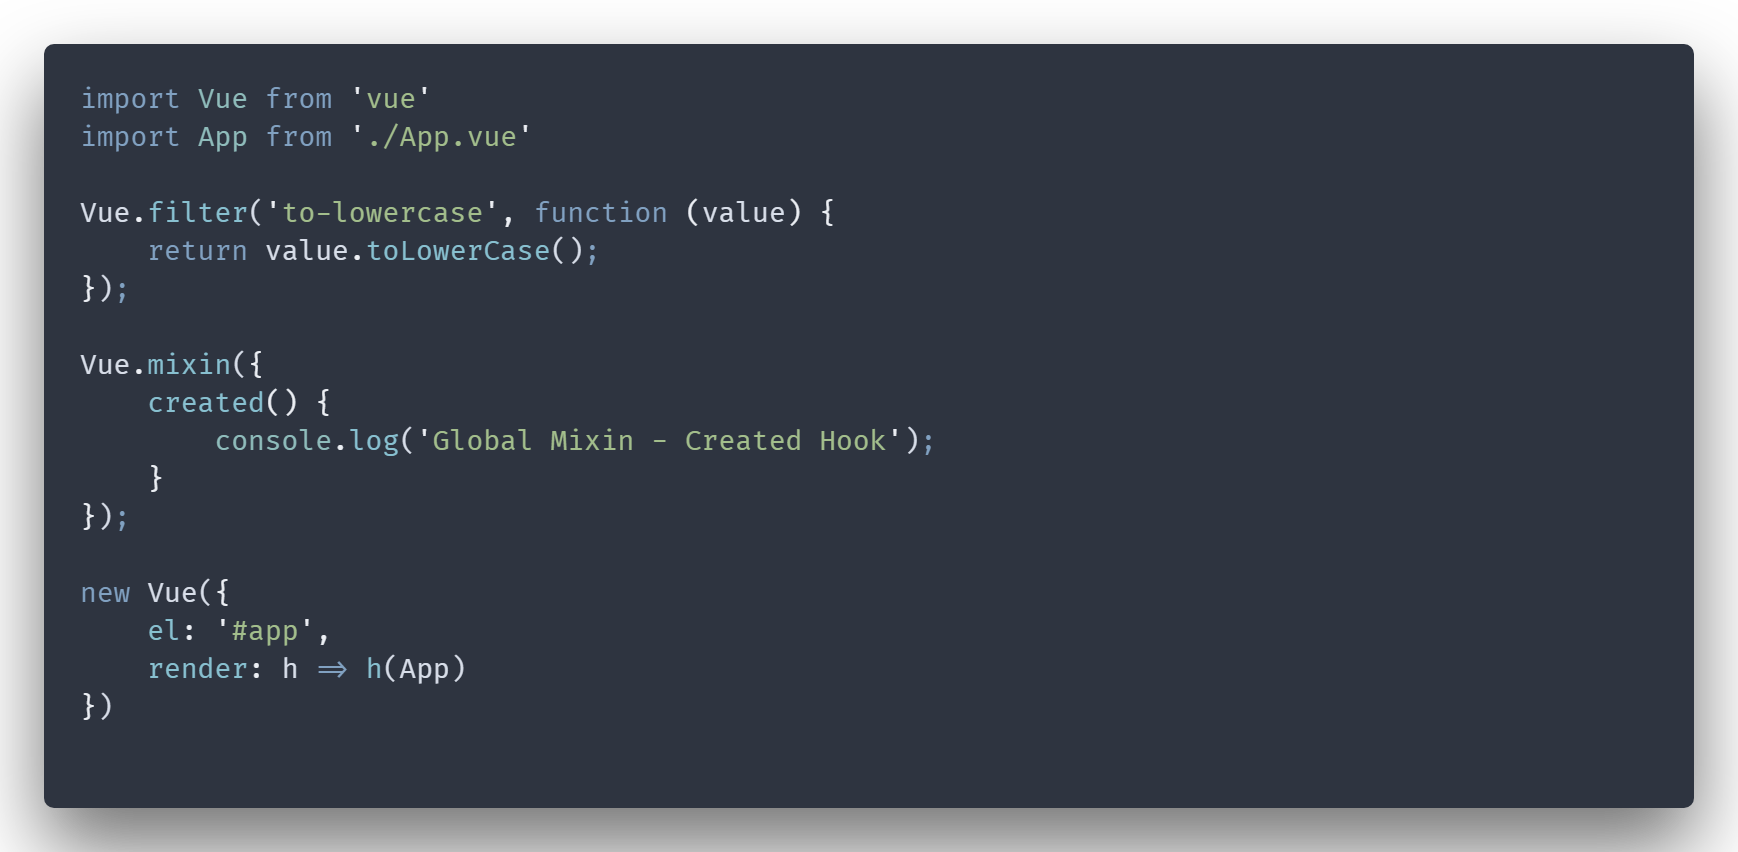 import Vue from 'vue'
import App from './App.vue'

Vue.filter('to-lowercase', function (value) {
    return value.toLowerCase();
});

Vue.mixin({
    created() {
        console.log('Global Mixin - Created Hook');
    }
});

new Vue({
    el: '#app',
    render: h => h(App)
})